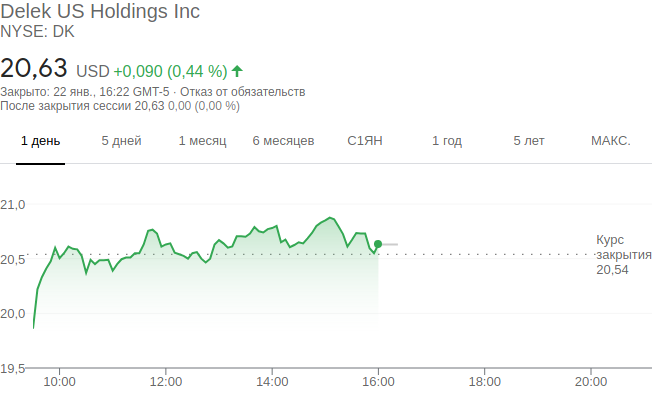 Delek US Holdings Inc
NYSE: DK
20,63 USD +0,090 (0,44 %)
Закрыто: 22 янв., 16:22 GMT-5 · Отказ от обязательств
После закрытия сессии 20,63 0,00 (0,00 %)
1 день 5 дней 1 месяц 6 месяцев С1ЯН 1 год 5 лет МАКС.
21,0
Курс
закрытия
20,54
20,5
20,0
19,5
10:00 12:00 14:00 16:00 18:00 20:00